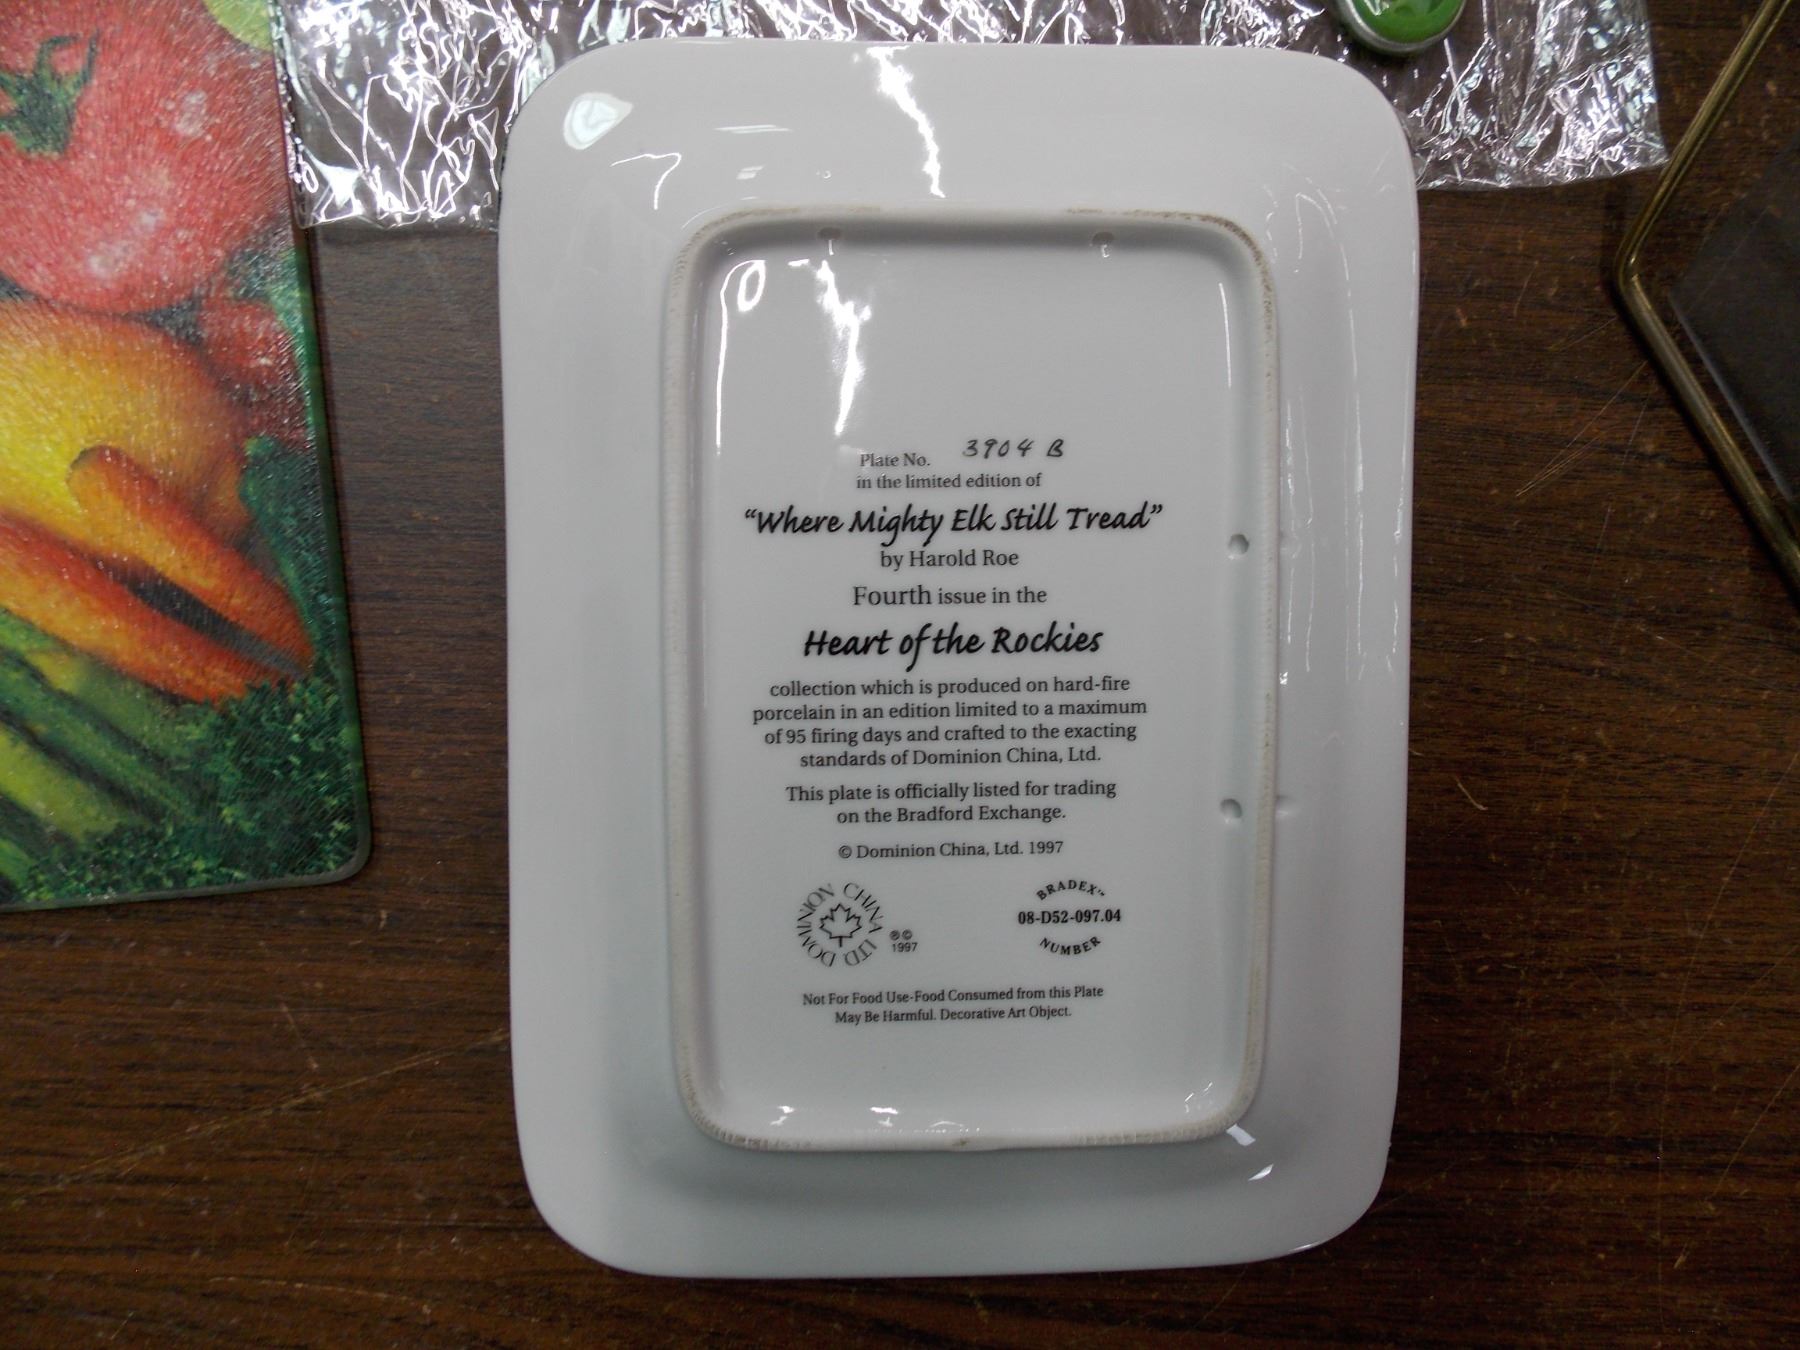 Plate No. 3904 B
in the limited edition of
“Where Mighty Elk Still Tread”
by Harold Roe
Fourth issue in the
Heart of the Rockies
collection which is produced on hard-fire
porcelain in an edition limited to a maximum
of 95 firing days and crafted to the exacting
standards of Dominion China, Ltd.
This plate is officially listed for trading
on the Bradford Exchange.
© Dominion China, Ltd. 1997
DOMINION CHINA LTD
®©
1997
BRADEX™
08-D52-097.04
NUMBER
Not For Food Use-Food Consumed from this Plate
May Be Harmful. Decorative Art Object.